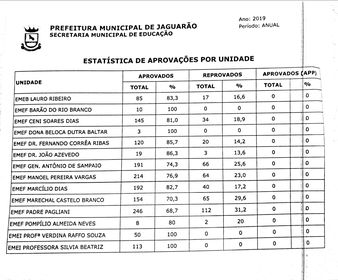 Ano: 2019
PREFEITURA MUNICIPAL DE JAGUARÃO
Período: ANUAL
SECRETARIA MUNICIPAL DE EDUCAÇÃO
ESTATÍSTICA DE APROVAÇÕES POR UNIDADE
UNIDADE APROVADOS REPROVADOS APROVADOS (APP)
TOTAL % TOTAL % TOTAL %
EMEB LAURO RIBEIRO 85 83,3 17 16,6 0 0
EMEF BARÃO DO RIO BRANCO 10 100 0 0 0 0
EMEF CENI SOARES DIAS 145 81,0 34 18,9 0 0
EMEF DONA BELOCA DUTRA BALTAR 3 100 0 0 0 0
EMEF DR. FERNANDO CORRÊA RIBAS 120 85,7 20 14,2 0 0
EMEF DR. JOÃO AZEVEDO 19 86,3 3 13,6 0 0
EMEF GEN. ANTÔNIO DE SAMPAIO 191 74,3 66 25,6 0 0
EMEF MANOEL PEREIRA VARGAS 214 76,9 64 23,0 0 0
EMEF MARCÍLIO DIAS 192 82,7 40 17,2 0 0
EMEF MARECHAL CASTELO BRANCO 154 70,3 65 29,6 0 0
EMEF PADRE PAGLIANI 246 68,7 112 31,2 0 0
EMEF POMPÍLIO ALMEIDA NEVES 8 80 2 20 0 0
EMEI PROFª VERDINA RAFFO SOUZA 50 100 0 0 0 0
EMEI PROFESSORA SILVIA BEATRIZ 113 100 0 0 0 0